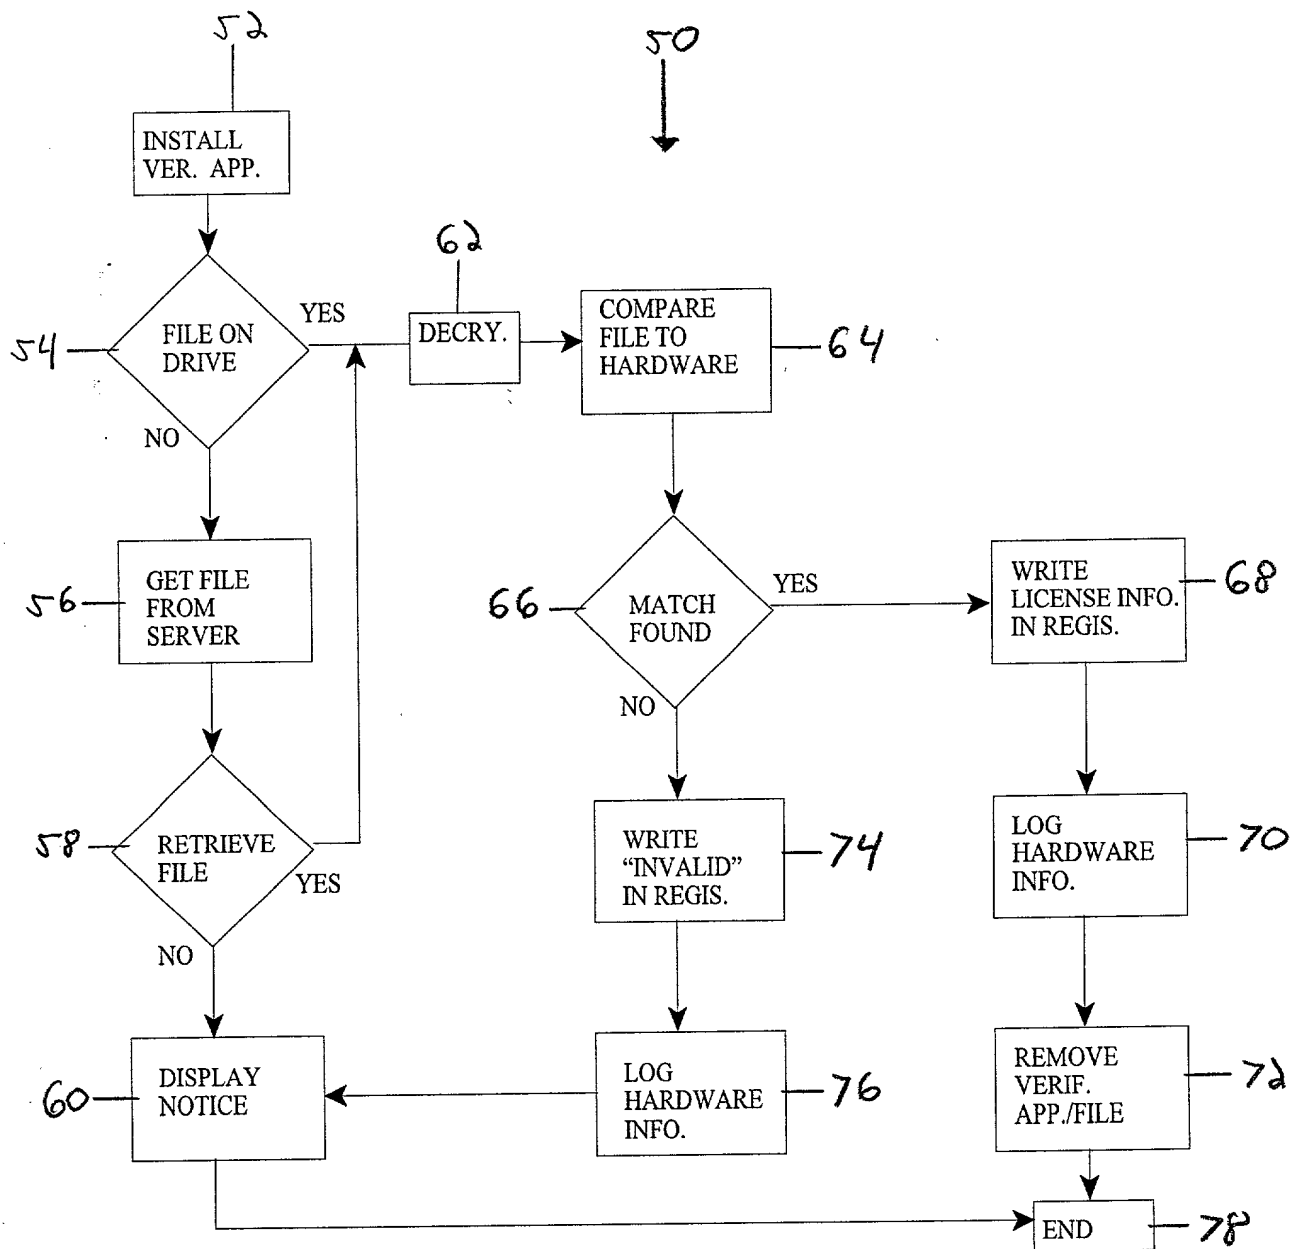 52
50
INSTALL
VER. APP.
62
54
FILE ON
DRIVE
YES
NO
DECRY.
COMPARE
FILE TO
HARDWARE
64
56
GET FILE
FROM
SERVER
66
MATCH
FOUND
YES
NO
WRITE
LICENSE INFO.
IN REGIS.
68
58
RETRIEVE
FILE
YES
NO
WRITE
“INVALID”
IN REGIS.
74
LOG
HARDWARE
INFO.
70
60
DISPLAY
NOTICE
LOG
HARDWARE
INFO.
76
REMOVE
VERIF.
APP./FILE
72
END
78